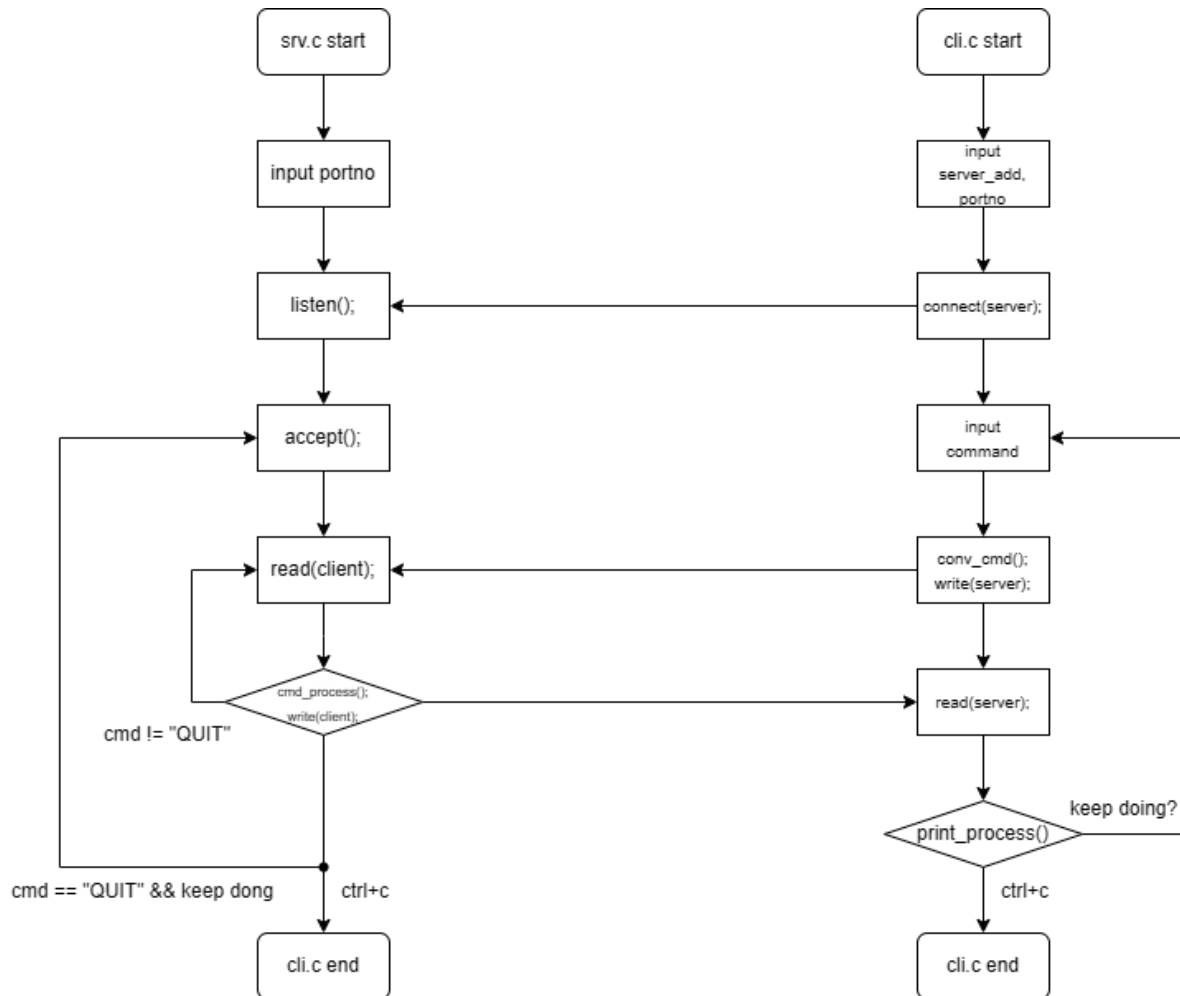 srv.c start
cli.c start
input portno
input
server_add,
portno
listen();
connect(server);
accept();
input
command
read(client);
conv_cmd();
write(server);
cmd_process();
write(client);
read(server);
cmd != "QUIT"
keep doing?
print_process()
cmd == "QUIT" && keep dong
ctrl+c
ctrl+c
cli.c end
cli.c end